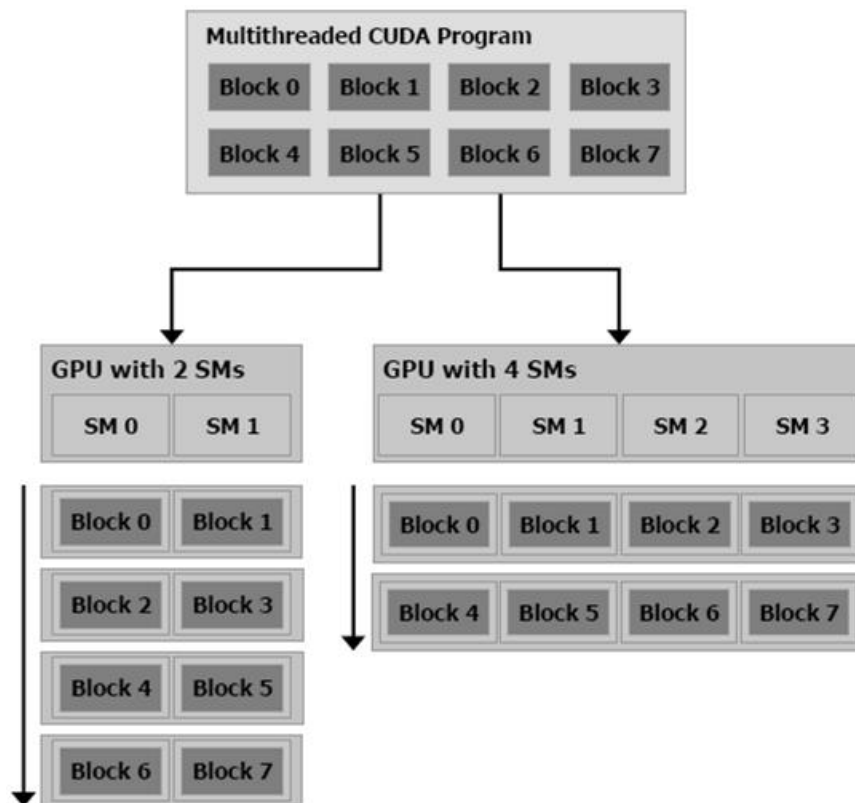 Multithreaded CUDA Program
Block 0 Block 1 Block 2 Block 3
Block 4 Block 5 Block 6 Block 7
GPU with 2 SMs
SM 0 SM 1
Block 0 Block 1
Block 2 Block 3
Block 4 Block 5
Block 6 Block 7
GPU with 4 SMs
SM 0 SM 1 SM 2 SM 3
Block 0 Block 1 Block 2 Block 3
Block 4 Block 5 Block 6 Block 7